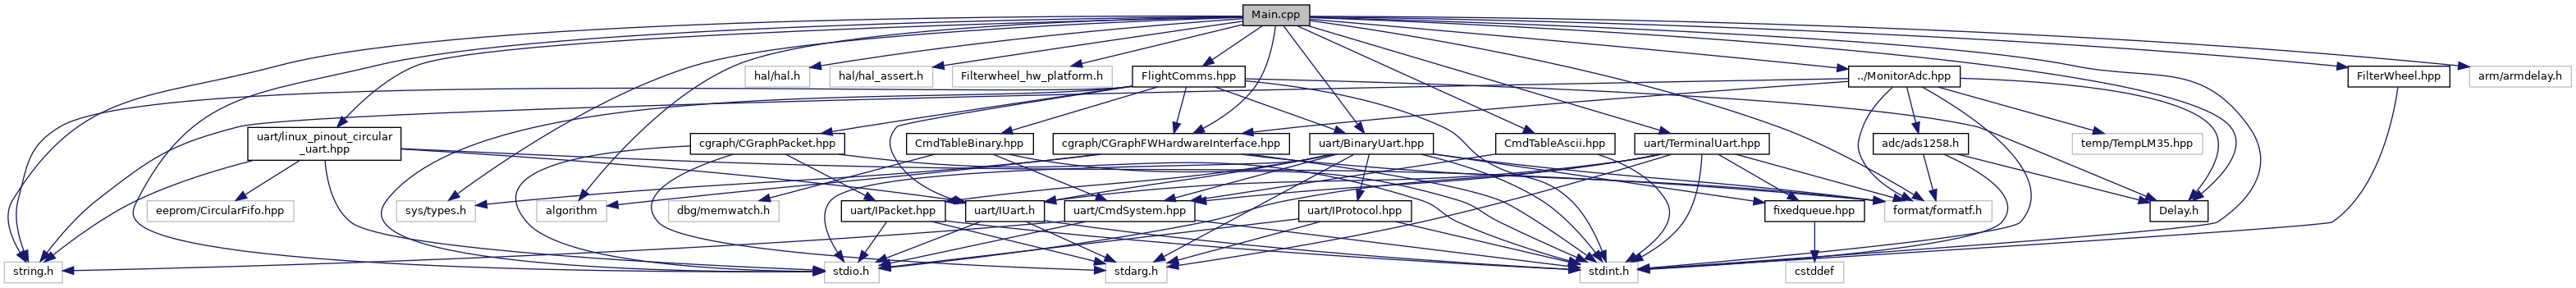 Main.cpp
hal/hal.h
hal/hal_assert.h
Filterwheel_hw_platform.h
FlightComms.hpp
../MonitorAdc.hpp
FilterWheel.hpp
arm/armdelay.h
uart/linux_pinout_circular
_uart.hpp
cgraph/CGraphPacket.hpp
CmdTableBinary.hpp
cgraph/CGraphFWHardwareInterface.hpp
uart/BinaryUart.hpp
CmdTableAscii.hpp
uart/TerminalUart.hpp
adc/ads1258.h
temp/TempLM35.hpp
eeprom/CircularFifo.hpp
sys/types.h
algorithm
dbg/memwatch.h
uart/IPacket.hpp
uart/IUart.h
uart/CmdSystem.hpp
uart/IProtocol.hpp
fixedqueue.hpp
format/formatf.h
Delay.h
string.h
stdio.h
stdarg.h
stdint.h
cstddef